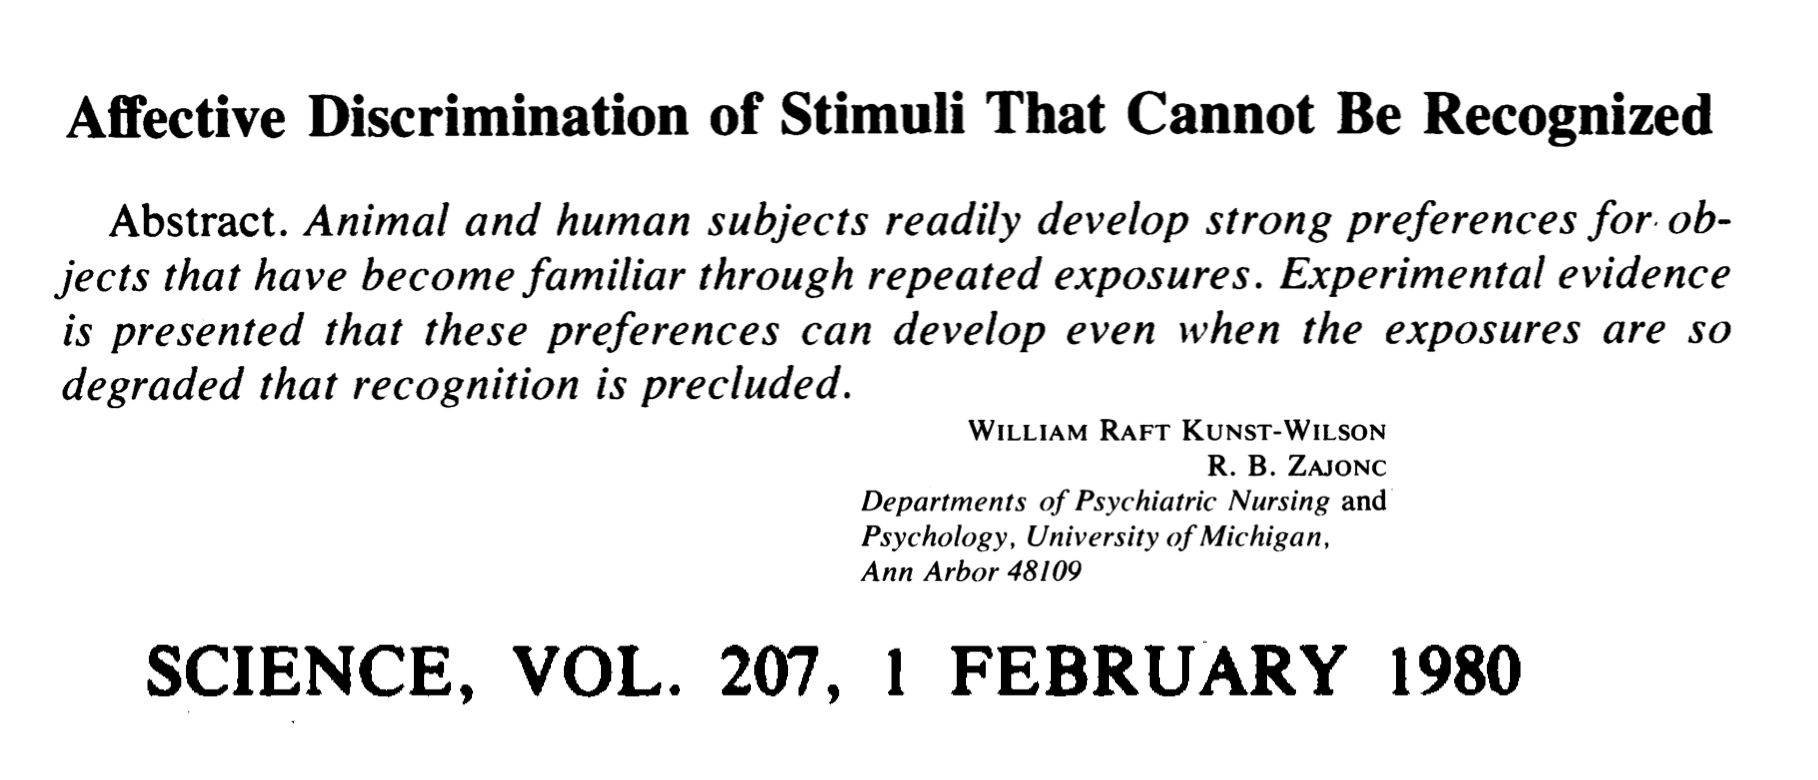 Affective Discrimination of Stimuli That Cannot Be Recognized
Abstract. Animal and human subjects readily develop strong preferences for ob-
jects that have become familiar through repeated exposures. Experimental evidence
is presented that these preferences can develop even when the exposures are so
degraded that recognition is precluded.
WILLIAM RAFT KUNST-WILSON
R. B. ZAJONC
Departments of Psychiatric Nursing and
Psychology, University of Michigan,
Ann Arbor 48109
SCIENCE, VOL. 207, 1 FEBRUARY 1980